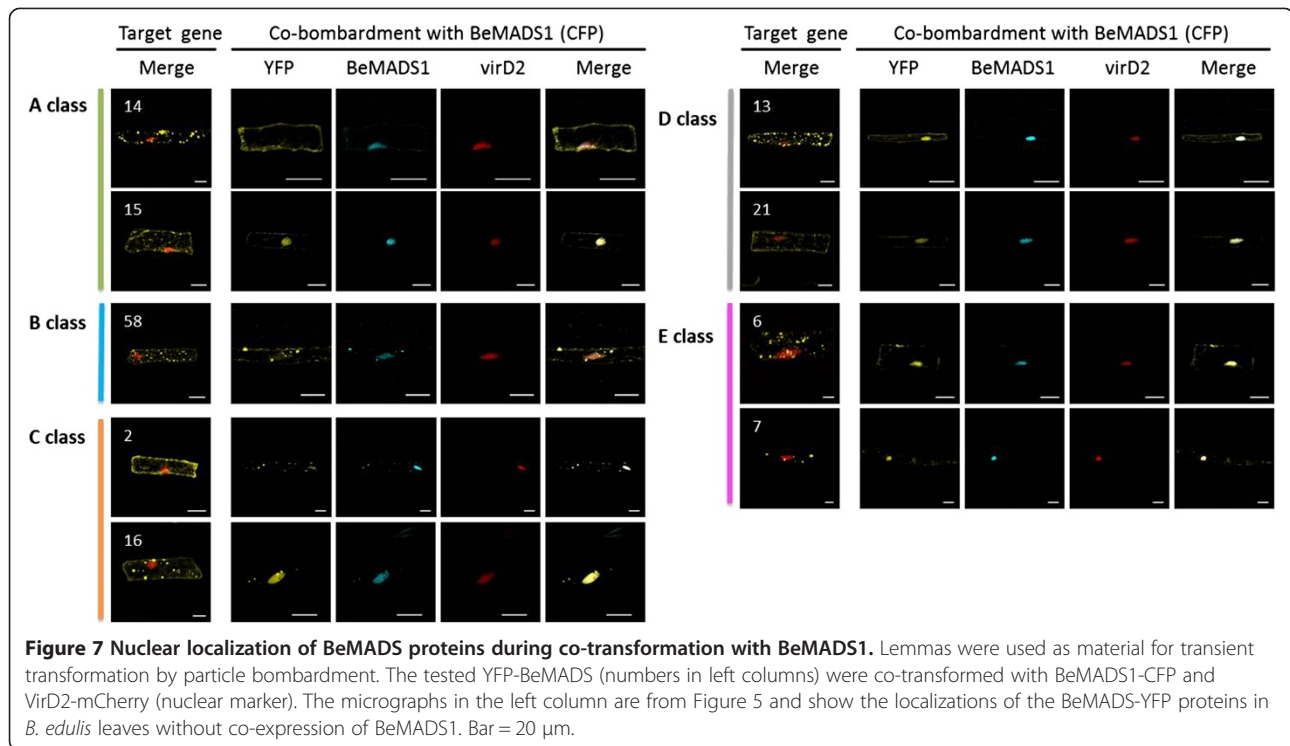 Target gene Co-bombardment with BeMADS1 (CFP) Target gene Co-bombardment with BeMADS1 (CFP)
Merge YFP BeMADS1 virD2 Merge Merge YFP BeMADS1 virD2 Merge
A class 14 D class 13
15 21
B class 58 E class 6
C class 2 7
16
Figure 7 Nuclear localization of BeMADS proteins during co-transformation with BeMADS1. Lemmas were used as material for transient
transformation by particle bombardment. The tested YFP-BeMADS (numbers in left columns) were co-transformed with BeMADS1-CFP and
VirD2-mCherry (nuclear marker). The micrographs in the left column are from Figure 5 and show the localizations of the BeMADS-YFP proteins in
B. edulis leaves without co-expression of BeMADS1. Bar = 20 μm.